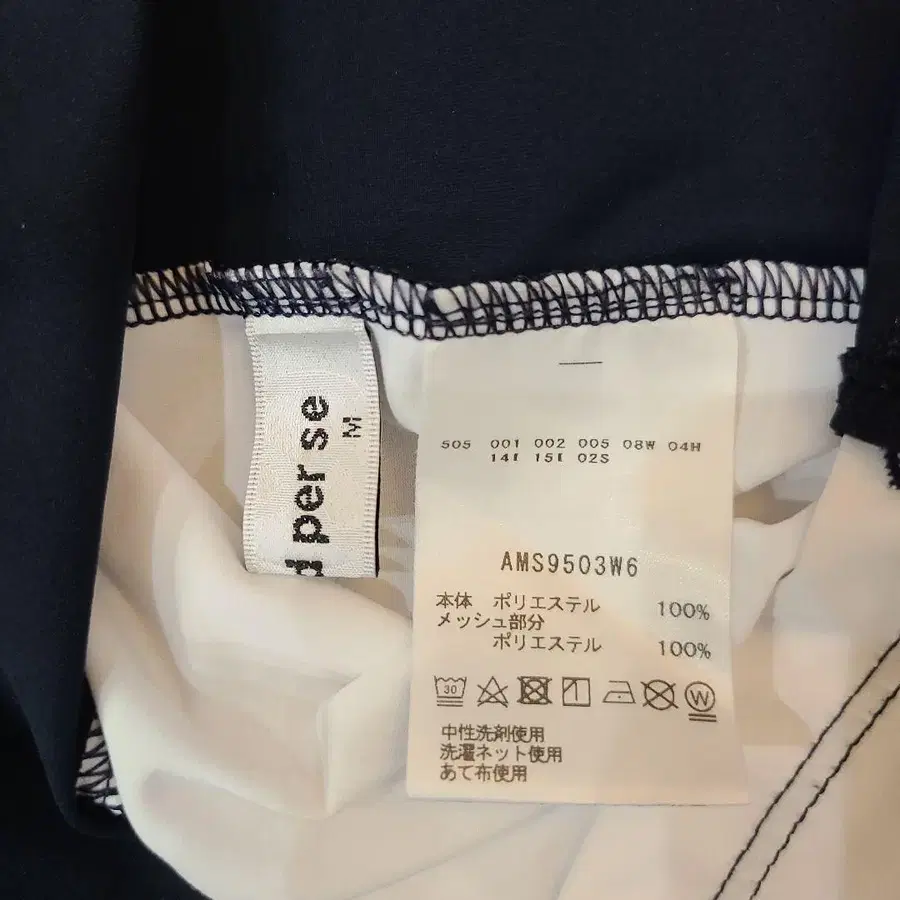 d per se
M
505 001 002 005 08W 04H
14I 15I 02S
AMS9503W6
本体 ポリエステル 100%
メッシュ部分
ポリエステル 100%
30
W
中性洗剤使用
洗濯ネット使用
あて布使用